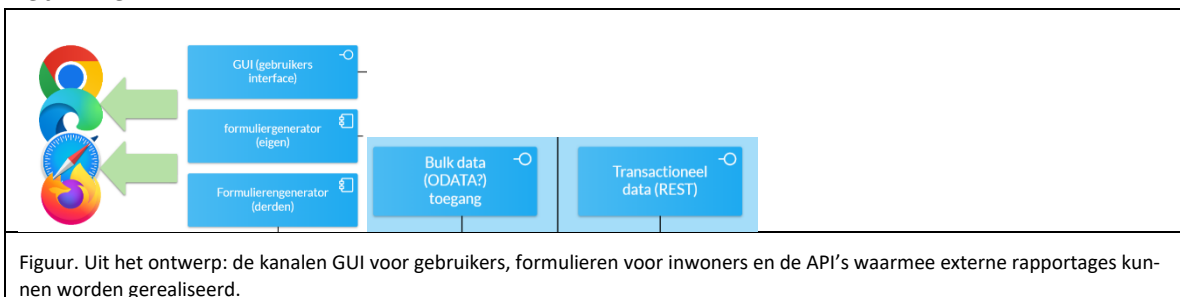 GUI (gebruikers
interface)
formuliergenerator
(eigen)
Formulierengenerator
(derden)
Bulk data
(ODATA?)
toegang
Transactioneel
data (REST)
Figuur. Uit het ontwerp: de kanalen GUI voor gebruikers, formulieren voor inwoners en de API’s waarmee externe rapportages kun-
nen worden gerealiseerd.